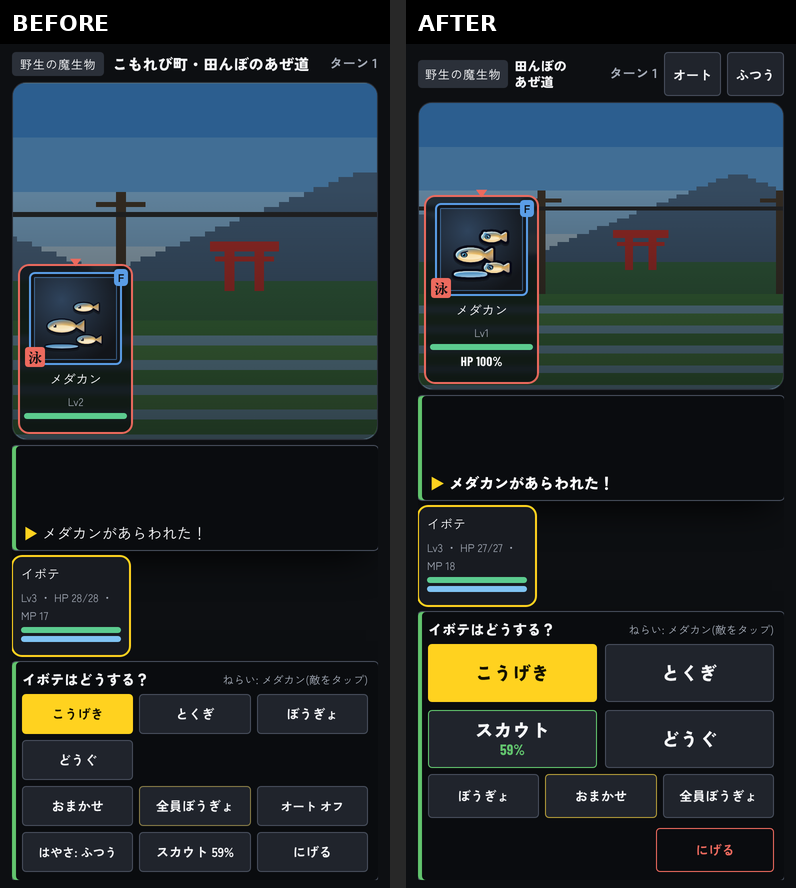 BEFORE
野生の魔生物
こもれび町・田んぼのあぜ道
ターン 1
F
泳
メダカン
Lv2
▶ メダカンがあらわれた！
イボテ
Lv3 ・ HP 28/28 ・
MP 17
イボテはどうする？
ねらい: メダカン(敵をタップ)
こうげき
とくぎ
ぼうぎょ
どうぐ
おまかせ
全員ぼうぎょ
オート オフ
はやさ: ふつう
スカウト 59%
にげる
AFTER
野生の魔生物
田んぼの
あぜ道
ターン 1
オート
ふつう
F
泳
メダカン
Lv1
HP 100%
▶ メダカンがあらわれた！
イボテ
Lv3 ・ HP 27/27 ・
MP 18
イボテはどうする？
ねらい: メダカン(敵をタップ)
こうげき
とくぎ
スカウト
59%
どうぐ
ぼうぎょ
おまかせ
全員ぼうぎょ
にげる